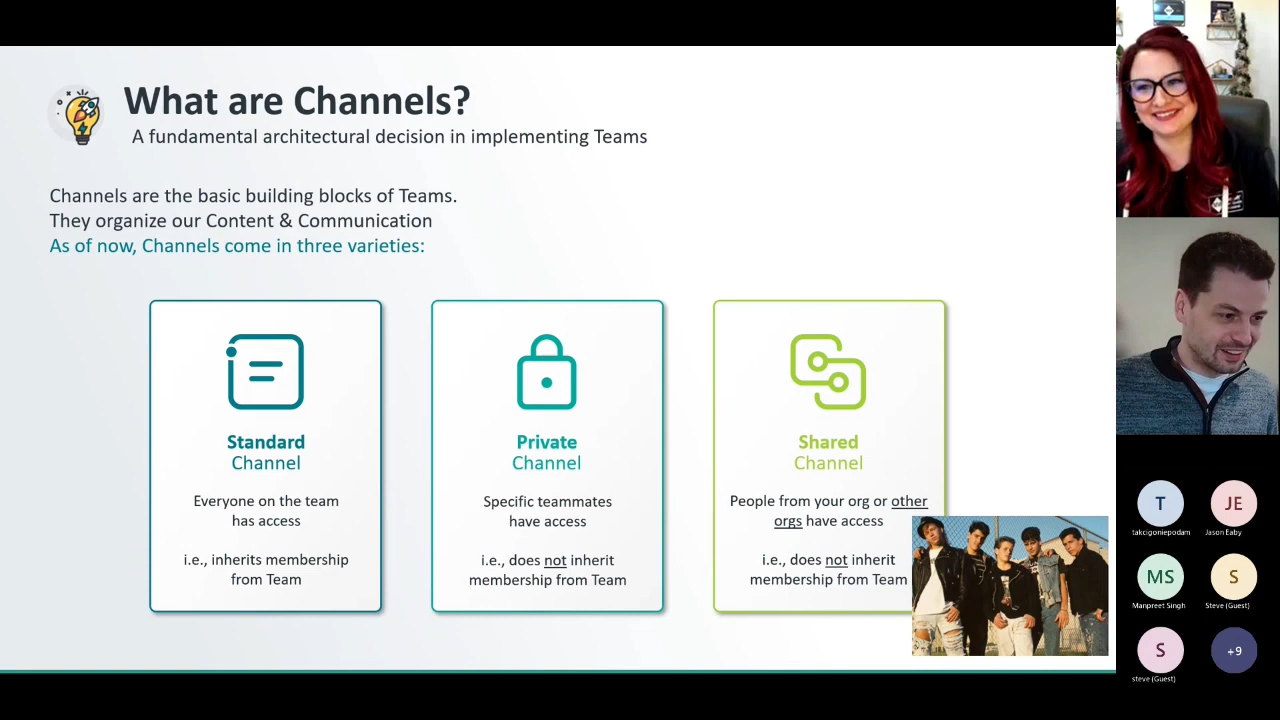 What are Channels?
A fundamental architectural decision in implementing Teams
Channels are the basic building blocks of Teams.
They organize our Content & Communication
As of now, Channels come in three varieties:
Standard
Channel
Everyone on the team
has access
i.e., inherits membership
from Team
Private
Channel
Specific teammates
have access
i.e., does not inherit
membership from Team
Shared
Channel
People from your org or other
orgs have access
i.e., does not inherit
membership from Team
T
takcigoniepodam
JE
Jason Eaby
MS
Manpreet Singh
S
Steve (Guest)
S
steve (Guest)
+9